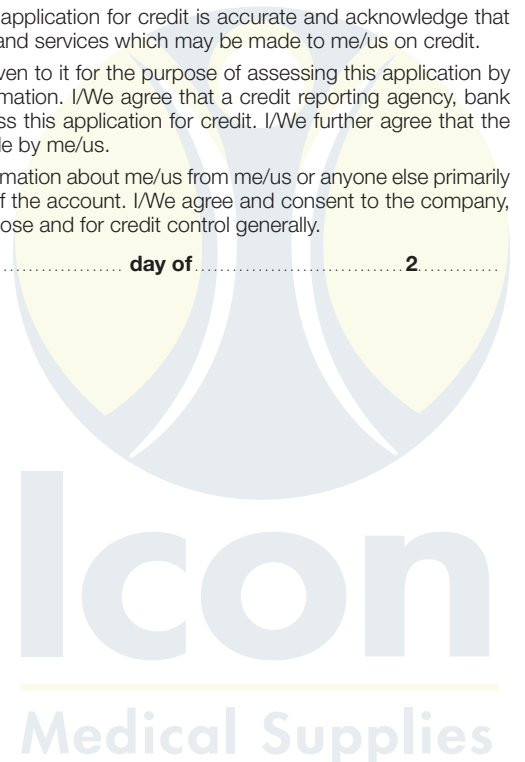 application for credit is accurate and acknowledge that
and services which may be made to me/us on credit.
ven to it for the purpose of assessing this application by
mation. I/We agree that a credit reporting agency, bank
ss this application for credit. I/We further agree that the
le by me/us.
rmation about me/us from me/us or anyone else primarily
f the account. I/We agree and consent to the company,
ose and for credit control generally.
.................... day of................................2.............
Icon
Medical Supplies